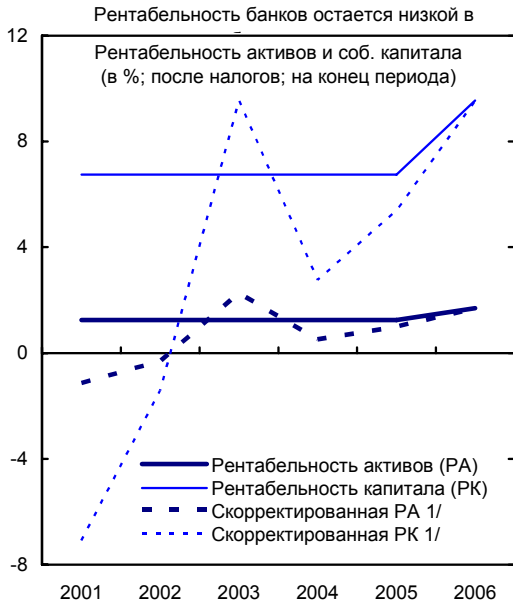 Рентабельность банков остается низкой в
Рентабельность активов и соб. капитала
(в %; после налогов; на конец периода)
12
8
4
0
-4
-8
Рентабельность активов (РА)
Рентабельность капитала (РК)
Скорректированная РА 1/
Скорректированная РК 1/
2001 2002 2003 2004 2005 2006